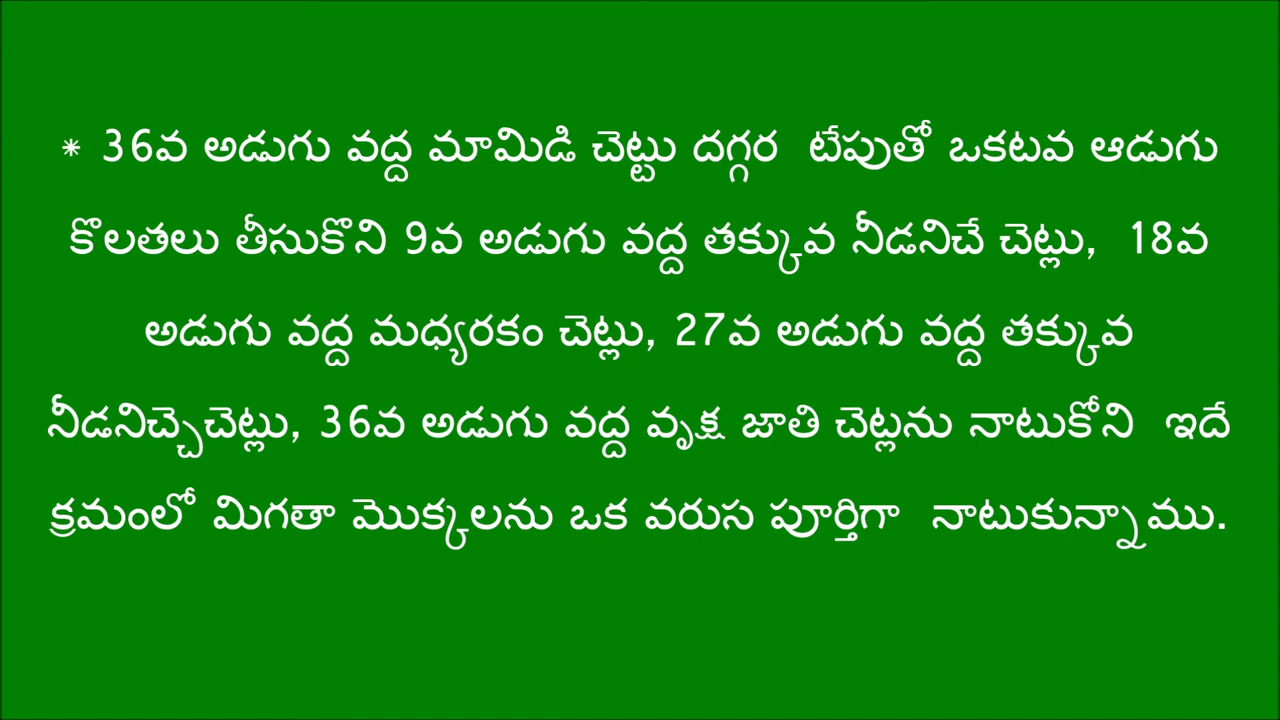 * 36వ అడుగు వద్ద మామిడి చెట్టు దగ్గర టేపుతో ఒకటవ ఆడుగు
కొలతలు తీసుకొని 9వ అడుగు వద్ద తక్కువ నీడనిచే చెట్లు, 18వ
అడుగు వద్ద మధ్యరకం చెట్లు, 27వ అడుగు వద్ద తక్కువ
నీడనిచ్చెచెట్లు, 36వ అడుగు వద్ద వృక్ష జాతి చెట్లను నాటుకోని ఇదే
క్రమంలో మిగతా మొక్కలను ఒక వరుస పూర్తిగా నాటుకున్నాము.